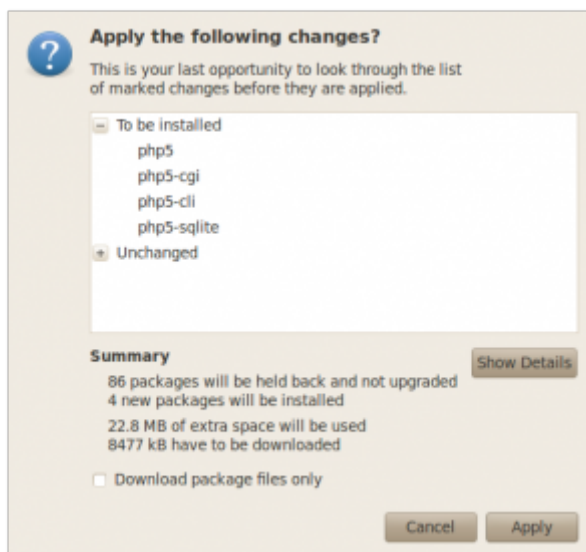 Apply the following changes?
This is your last opportunity to look through the list
of marked changes before they are applied.
To be installed
php5
php5-cgi
php5-cli
php5-sqlite
Unchanged
Summary
Show Details
86 packages will be held back and not upgraded
4 new packages will be installed
22.8 MB of extra space will be used
8477 kB have to be downloaded
Download package files only
Cancel
Apply